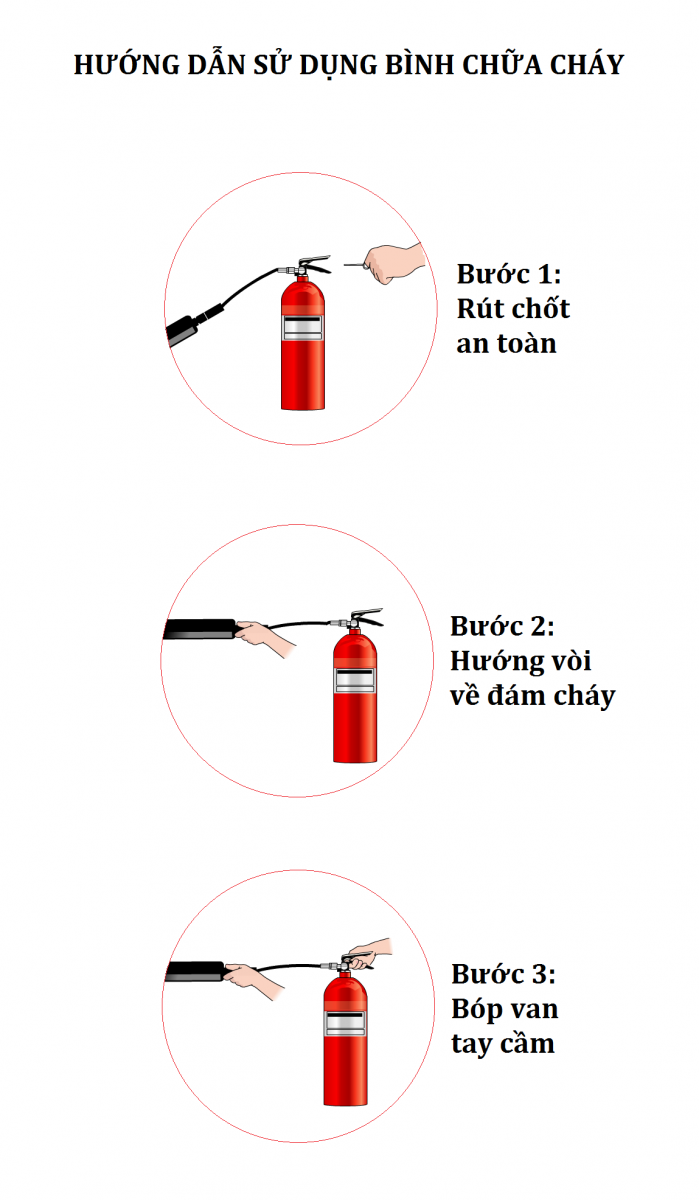 HƯỚNG DẪN SỬ DỤNG BÌNH CHỮA CHÁY
Bước 1:
Rút chốt
an toàn
Bước 2:
Hướng vòi
về đám cháy
Bước 3:
Bóp van
tay cầm